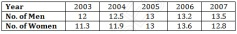 Year 2003 2004 2005 2006 2007
No. of Men 12 12.5 13 13.2 13.5
No. of Women 11.3 11.9 13 13.6 12.8